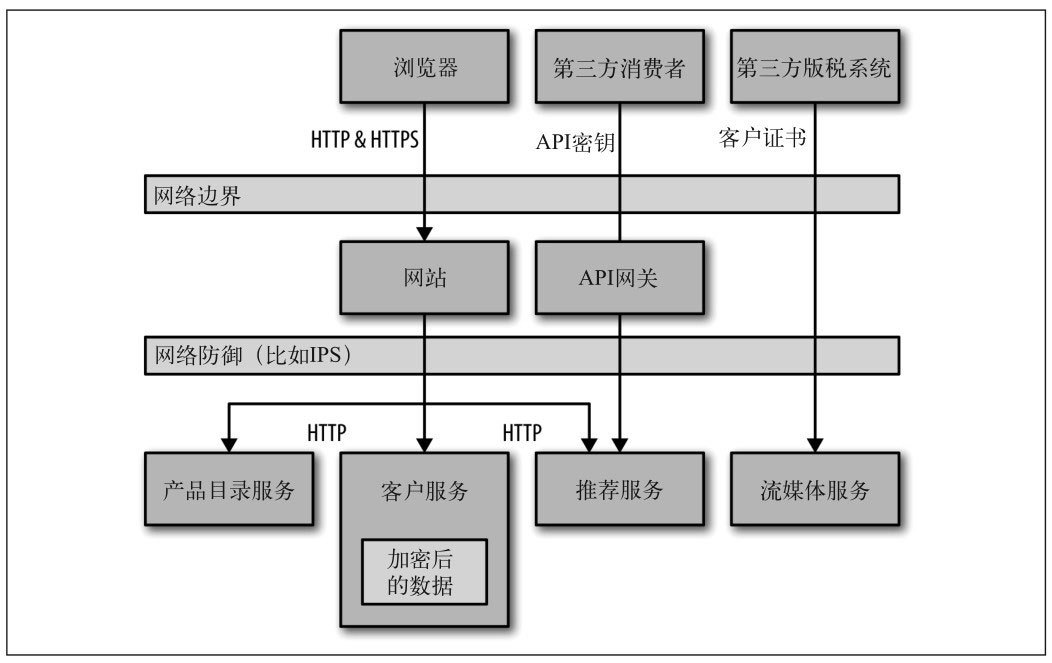 浏览器
第三方消费者
第三方版税系统
HTTP & HTTPS
API密钥
客户证书
网络边界
网站
API网关
网络防御（比如IPS）
HTTP
HTTP
产品目录服务
客户服务
推荐服务
流媒体服务
加密后
的数据